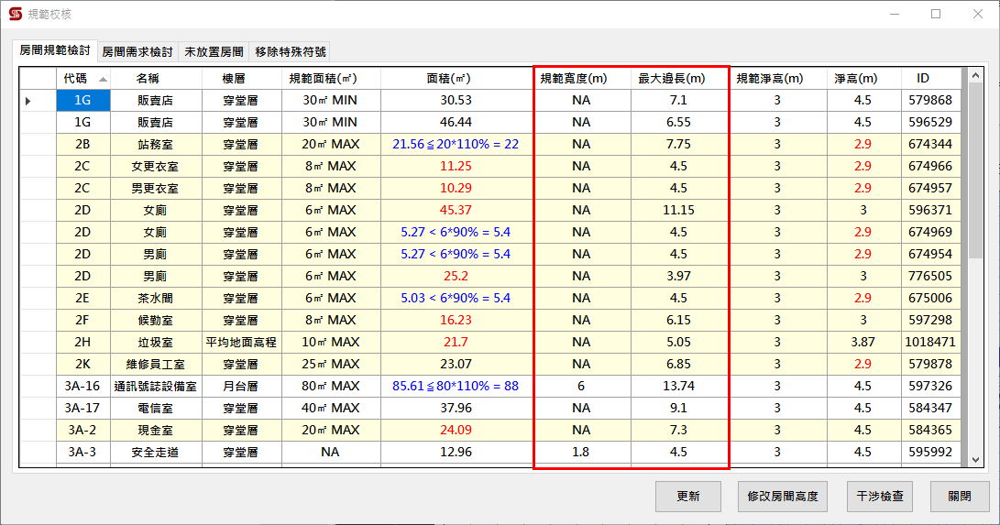 規範校核
房間規範檢討 房間需求檢討 未放置房間 移除特殊符號
代碼 名稱 樓層 規範面積(㎡) 面積(㎡) 規範寬度(m) 最大邊長(m) 規範淨高(m) 淨高(m) ID
1G 販賣店 穿堂層 30㎡ MIN 30.53 NA 7.1 3 4.5 579868
1G 販賣店 穿堂層 30㎡ MIN 46.44 NA 6.55 3 4.5 596529
2B 站務室 穿堂層 20㎡ MAX 21.56≦20*110% = 22 NA 7.75 3 2.9 674344
2C 女更衣室 穿堂層 8㎡ MAX 11.25 NA 4.5 3 2.9 674966
2C 男更衣室 穿堂層 8㎡ MAX 10.29 NA 4.5 3 2.9 674957
2D 女廁 穿堂層 6㎡ MAX 45.37 NA 11.15 3 3 596371
2D 女廁 穿堂層 6㎡ MAX 5.27 < 6*90% = 5.4 NA 4.5 3 2.9 674969
2D 男廁 穿堂層 6㎡ MAX 5.27 < 6*90% = 5.4 NA 4.5 3 2.9 674954
2D 男廁 穿堂層 6㎡ MAX 25.2 NA 3.97 3 3 776505
2E 茶水間 穿堂層 6㎡ MAX 5.03 < 6*90% = 5.4 NA 4.5 3 2.9 675006
2F 候勤室 穿堂層 8㎡ MAX 16.23 NA 6.15 3 3 597298
2H 垃圾室 平均地面高程 10㎡ MAX 21.7 NA 5.05 3 3.87 1018471
2K 維修員工室 穿堂層 25㎡ MAX 23.07 NA 6.85 3 2.9 579878
3A-16 通訊號誌設備室 月台層 80㎡ MAX 85.61≦80*110% = 88 6 13.74 3 4.5 597326
3A-17 電信室 穿堂層 40㎡ MAX 37.96 NA 9.1 3 4.5 584347
3A-2 現金室 穿堂層 20㎡ MAX 24.09 NA 7.3 3 4.5 584365
3A-3 安全走道 穿堂層 NA 12.96 1.8 4.5 3 4.5 595992
更新 修改房間高度 干涉檢查 關閉